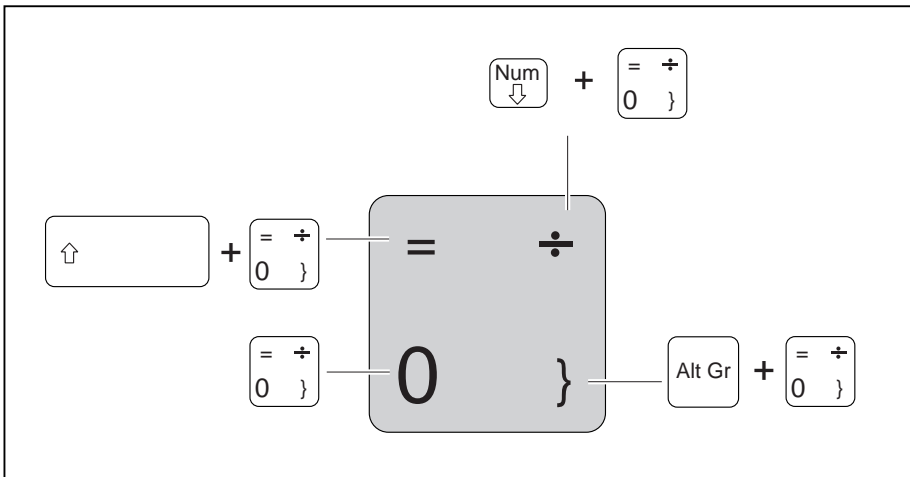 Num
⇩ + = ÷
0 }
⇧ + = ÷
0 }
= ÷
0 }
= ÷
0 }
Alt Gr + = ÷
0 }